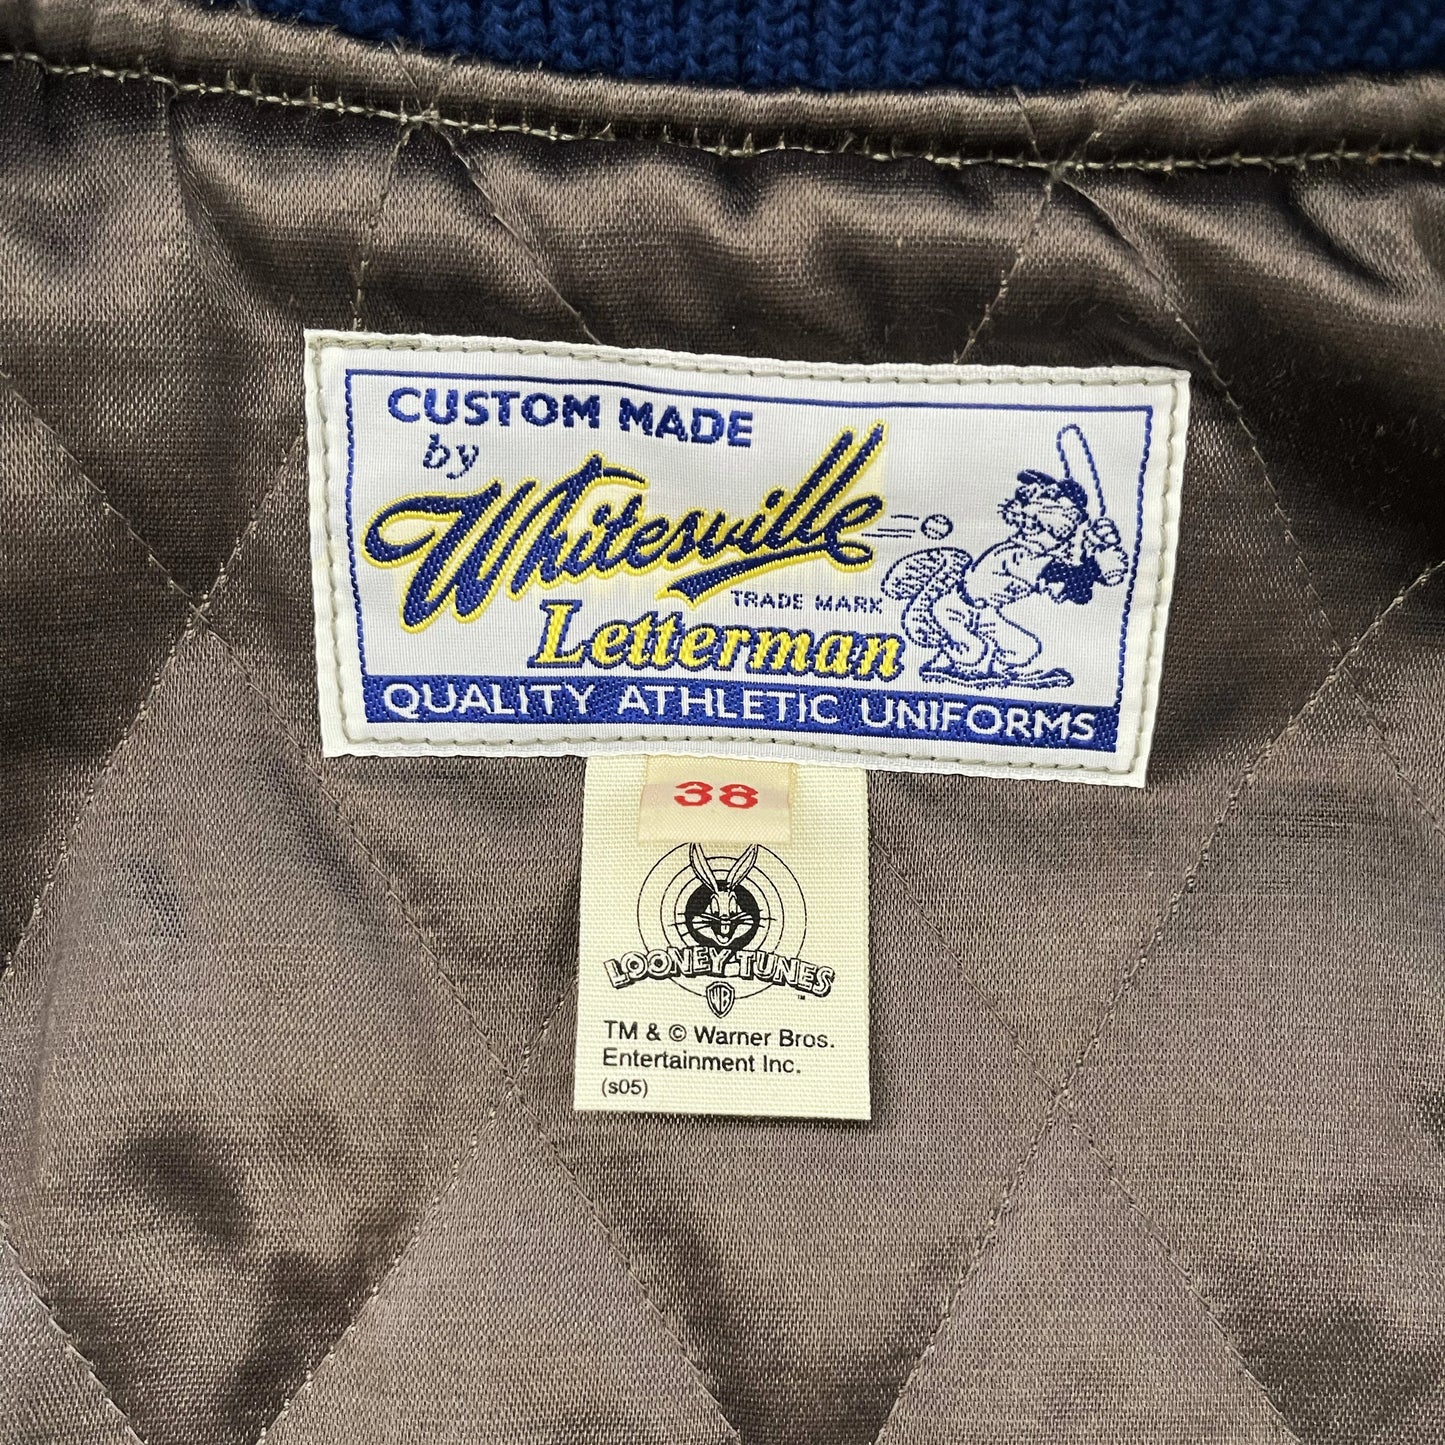 CUSTOM MADE
by
Whitesville
TRADE MARK
Letterman
QUALITY ATHLETIC UNIFORMS
38
LOONEY TUNES
™
WB
TM & © Warner Bros.
Entertainment Inc.
(s05)